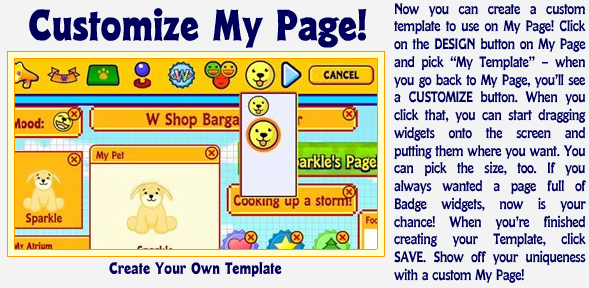 Customize My Page!
CANCEL
Mood:
W Shop Barga
r
My Pet
arkle's Page
Sparkle
Cooking up a storm!
My Atrium
Foo
Create Your Own Template
Now you can create a custom
template to use on My Page! Click
on the DESIGN button on My Page
and pick “My Template” – when
you go back to My Page, you’ll see
a CUSTOMIZE button. When you
click that, you can start dragging
widgets onto the screen and
putting them where you want. You
can pick the size, too. If you
always wanted a page full of
Badge widgets, now is your
chance! When you’re finished
creating your Template, click
SAVE. Show off your uniqueness
with a custom My Page!